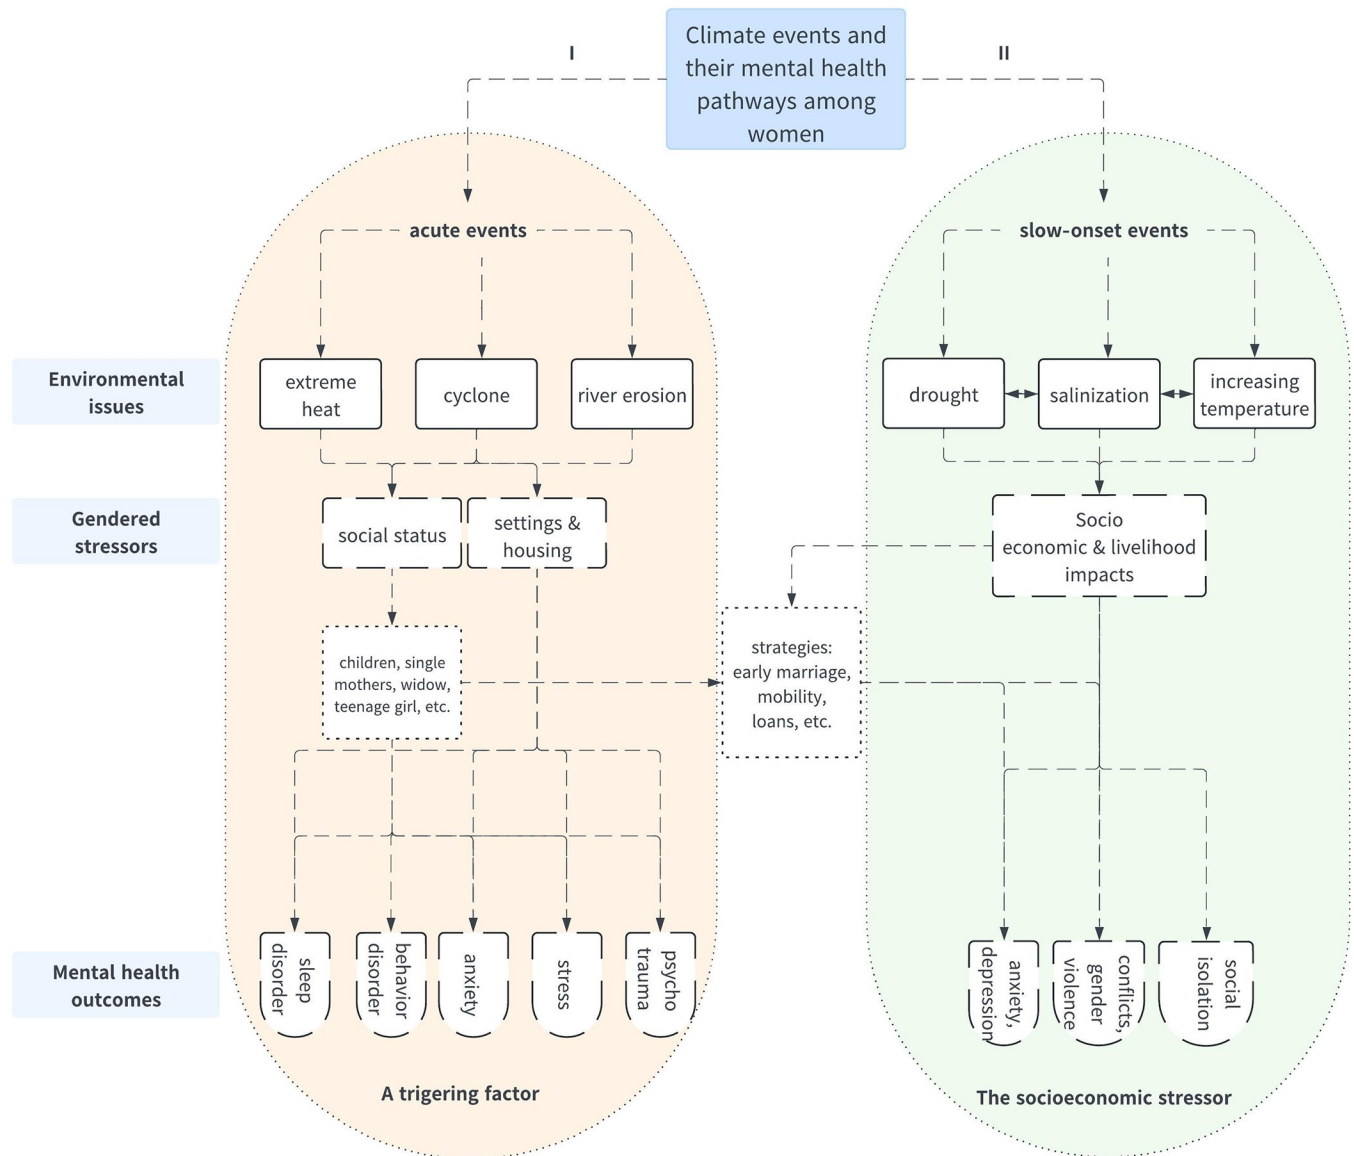 Climate events and
their mental health
pathways among
women
I
II
acute events
slow-onset events
Environmental
issues
extreme
heat
cyclone
river erosion
drought
salinization
increasing
temperature
Gendered
stressors
social status
settings &
housing
Socio
economic & livelihood
impacts
children, single
mothers, widow,
teenage girl, etc.
strategies:
early marriage,
mobility,
loans, etc.
Mental health
outcomes
sleep
disorder
behavior
disorder
anxiety
stress
psycho
trauma
anxiety,
depression
conflicts,
gender
violence
social
isolation
A trigering factor
The socioeconomic stressor